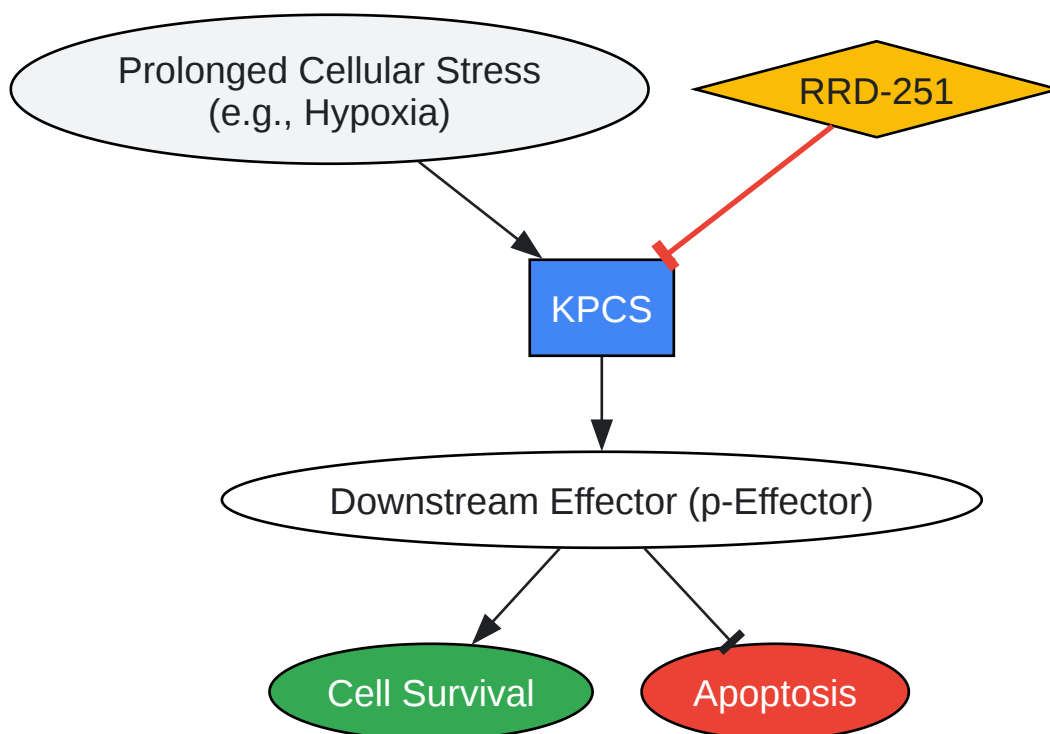 Prolonged Cellular Stress
(e.g., Hypoxia)
RRD-251
KPCS
Downstream Effector (p-Effector)
Cell Survival
Apoptosis